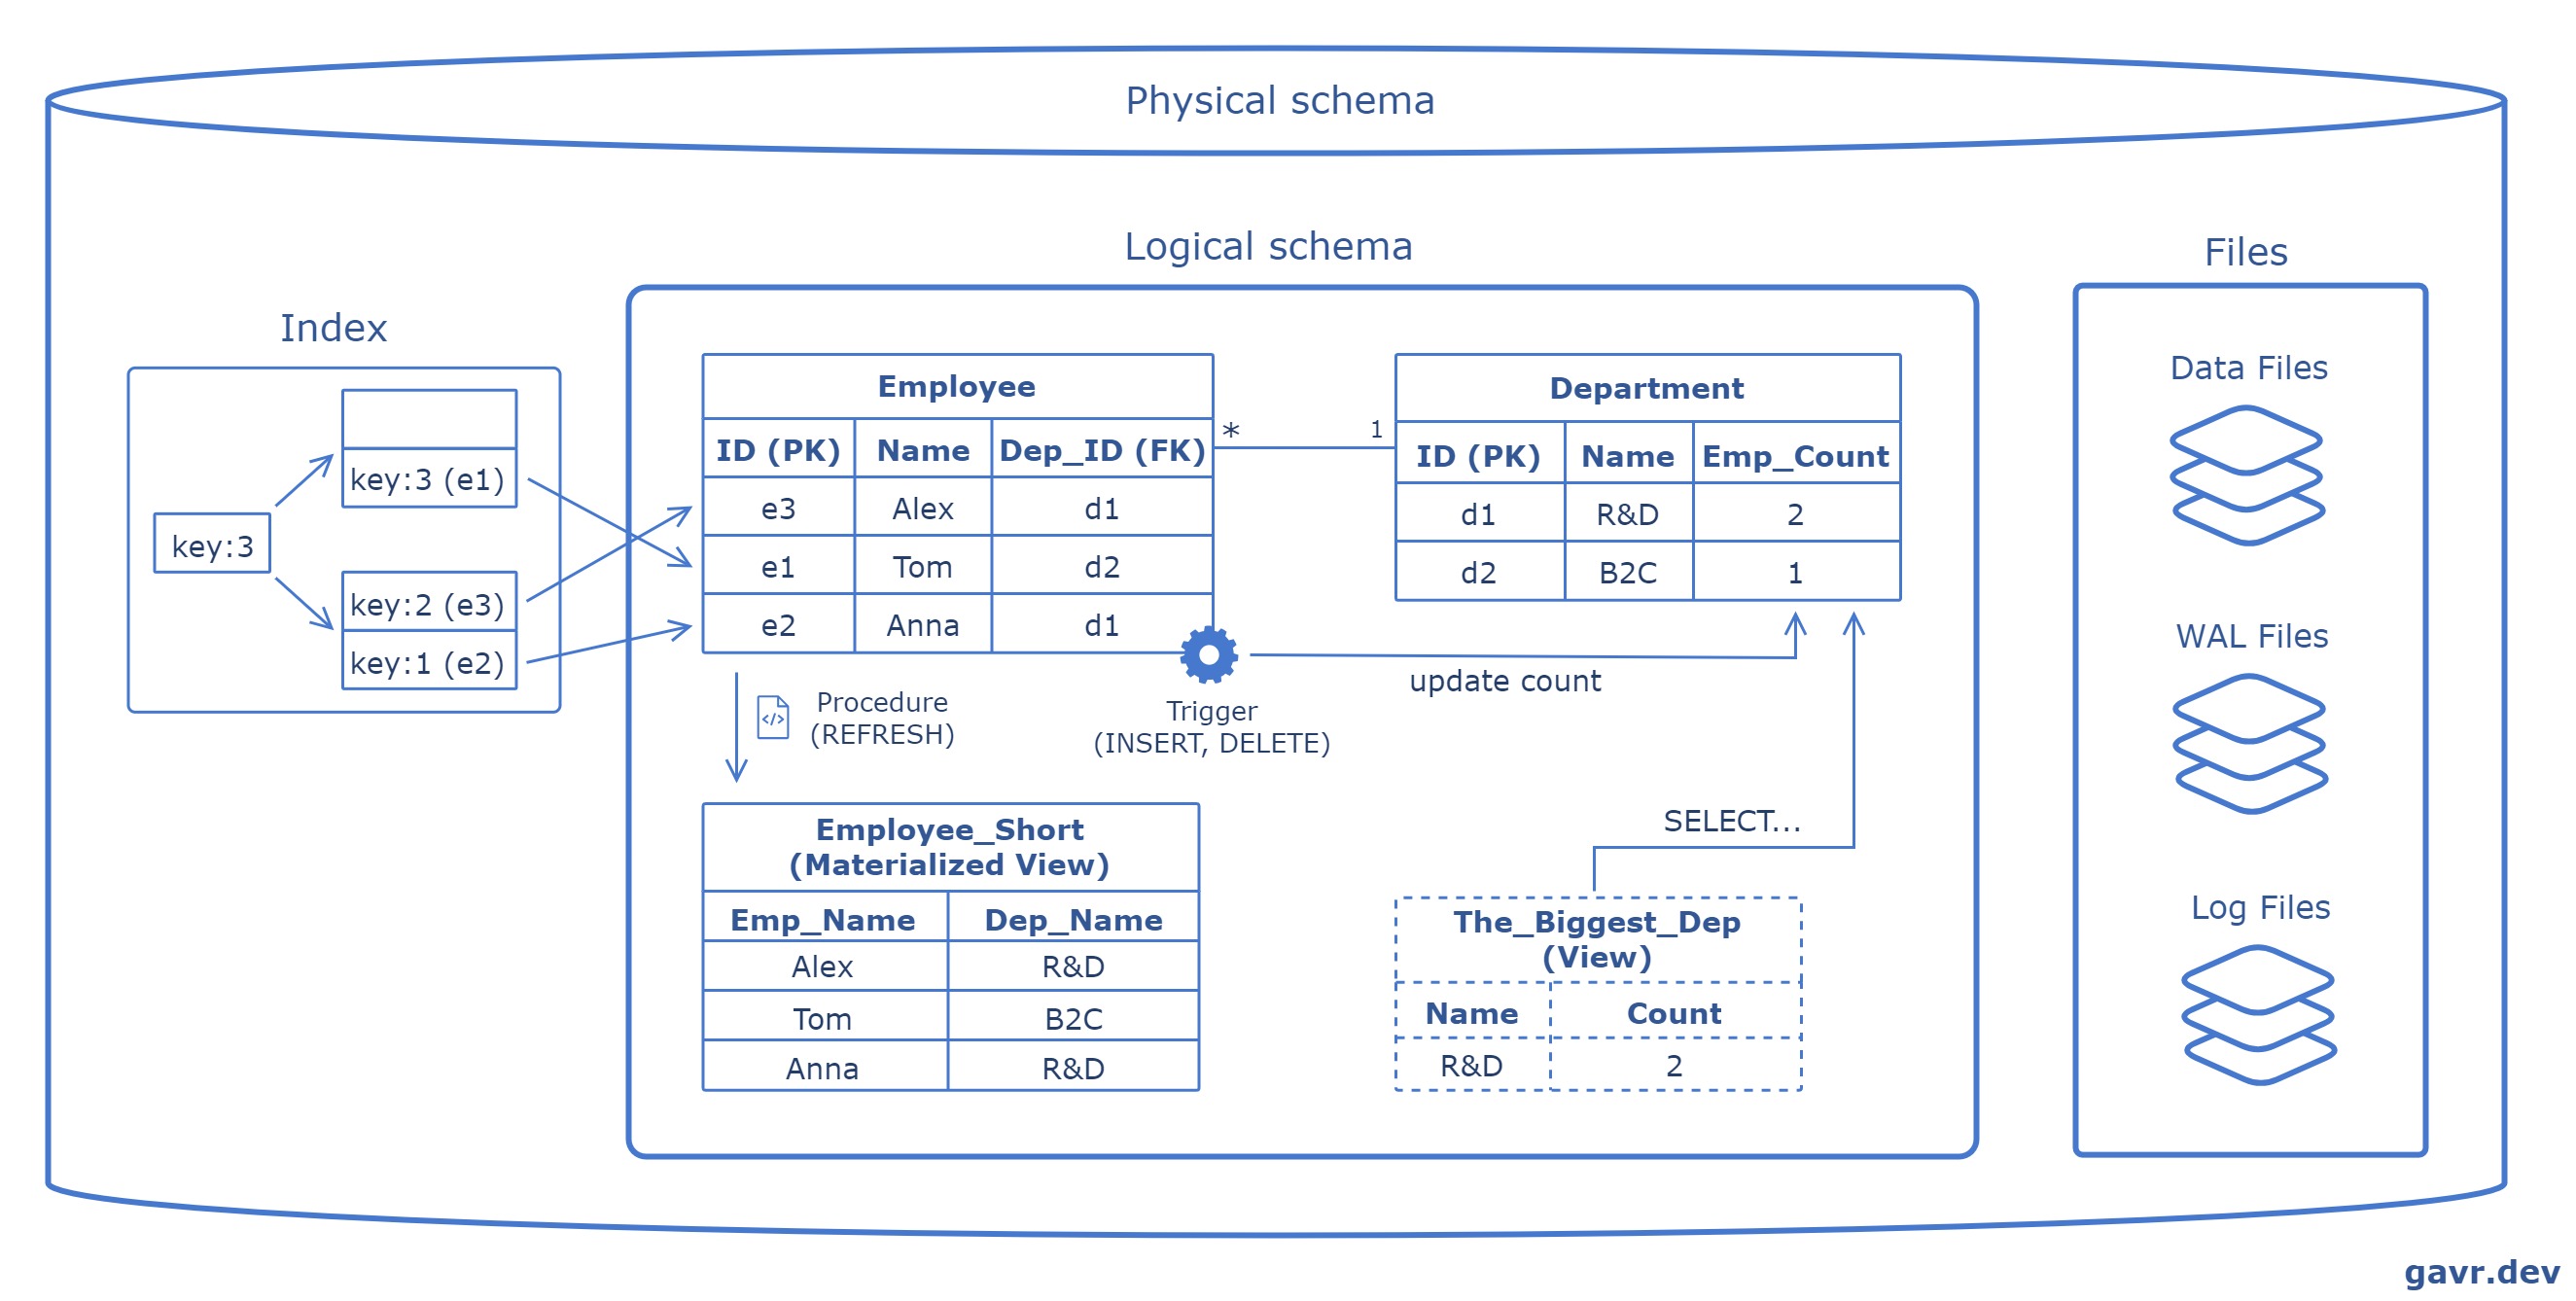 Physical schema
Logical schema
Files
Index
key:3
key:3 (e1)
key:2 (e3)
key:1 (e2)
Employee
ID (PK) Name Dep_ID (FK)
e3 Alex d1
e1 Tom d2
e2 Anna d1
* 1
Department
ID (PK) Name Emp_Count
d1 R&D 2
d2 B2C 1
Procedure
(REFRESH)
</>
Trigger
(INSERT, DELETE)
update count
Employee_Short
(Materialized View)
Emp_Name Dep_Name
Alex R&D
Tom B2C
Anna R&D
SELECT...
The_Biggest_Dep
(View)
Name Count
R&D 2
Data Files
WAL Files
Log Files
gavr.dev